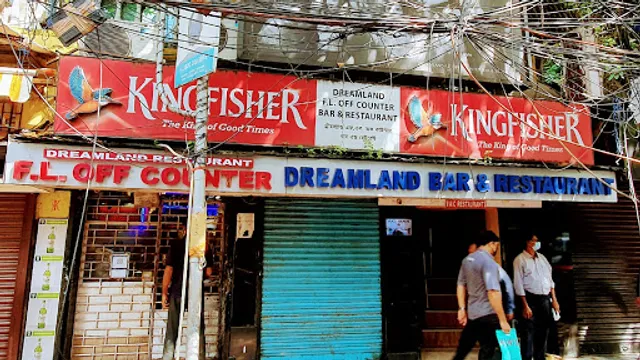 KINGFISHER
The King of Good Times
DREAMLAND
F.L. OFF COUNTER
BAR & RESTAURANT
KINGFISHER
The King of Good Times
DREAMLAND RESTAURANT
F.L. OFF COUNTER
DREAMLAND BAR & RESTAURANT
RESTAURANT